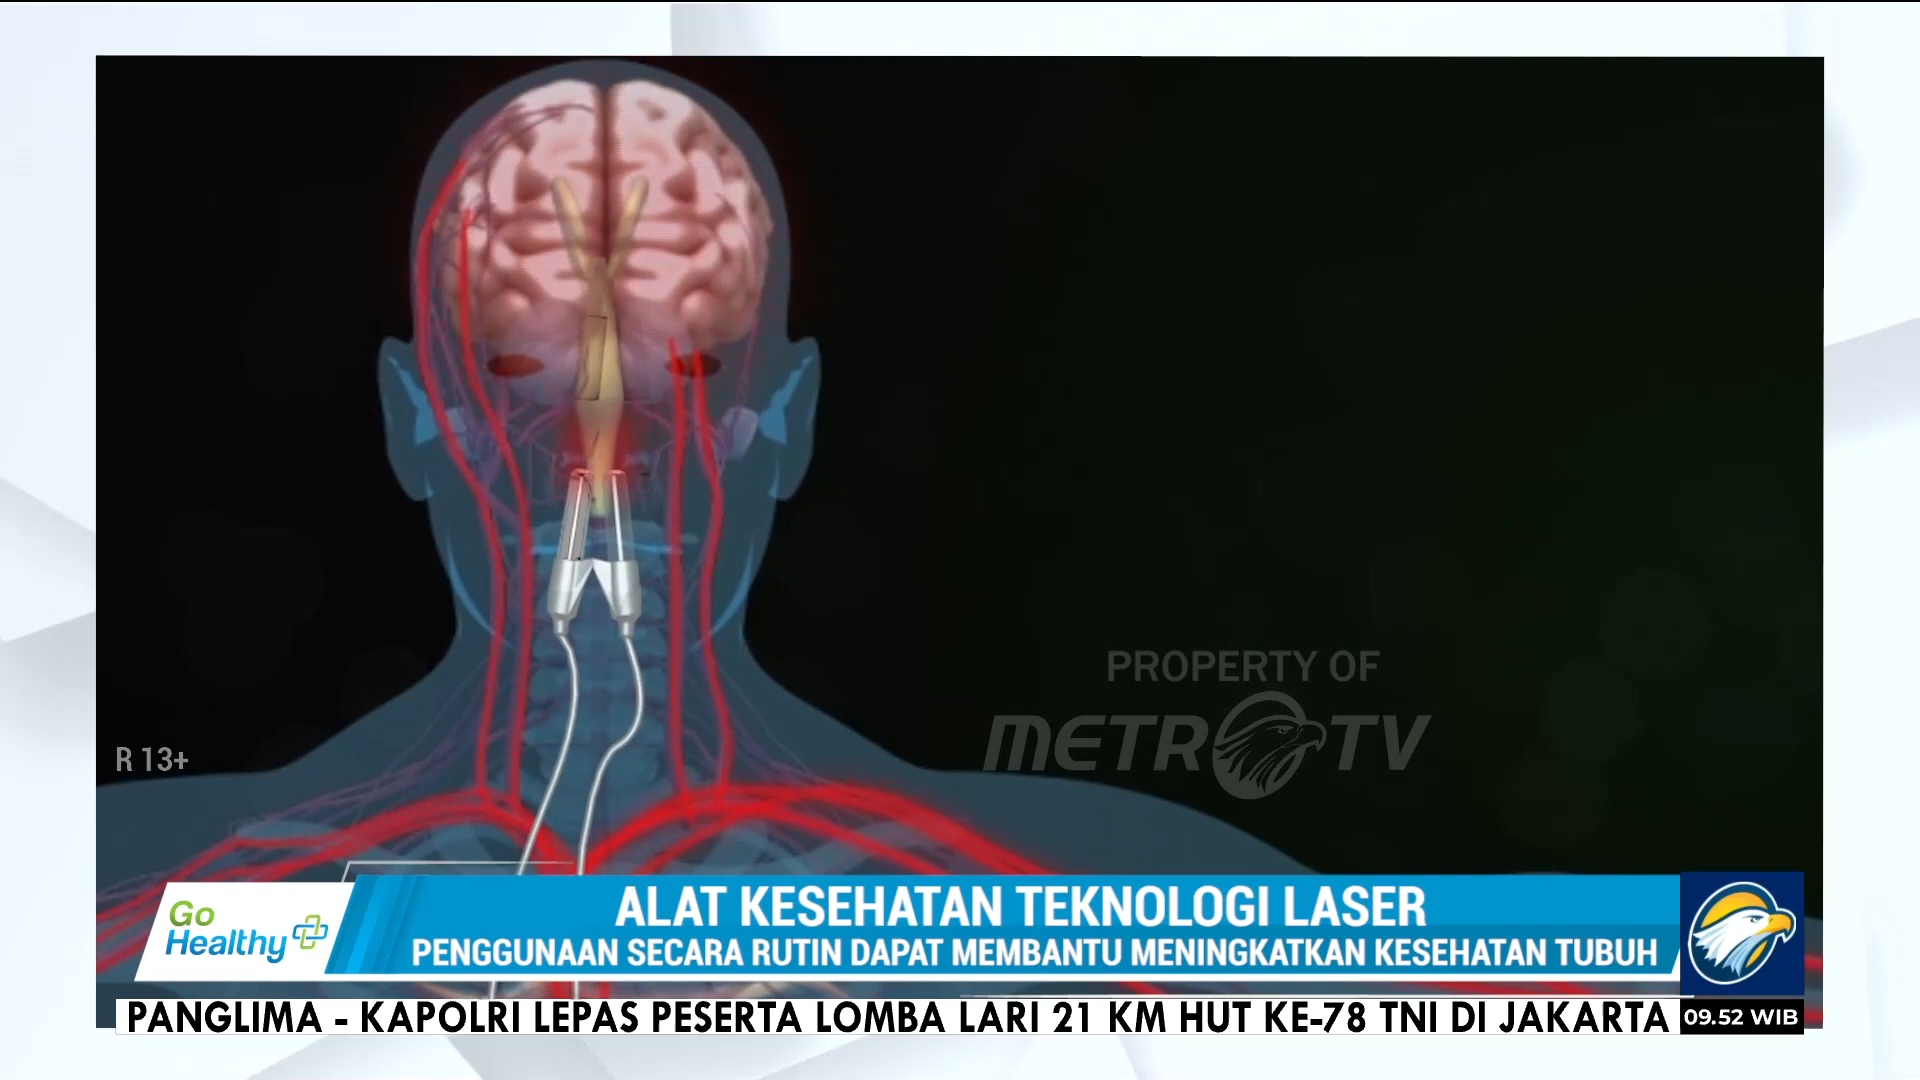 PROPERTY OF
METRO TV
R 13+
Go
Healthy
ALAT KESEHATAN TEKNOLOGI LASER
PENGGUNAAN SECARA RUTIN DAPAT MEMBANTU MENINGKATKAN KESEHATAN TUBUH
PANGLIMA - KAPOLRI LEPAS PESERTA LOMBA LARI 21 KM HUT KE-78 TNI DI JAKARTA
09.52 WIB